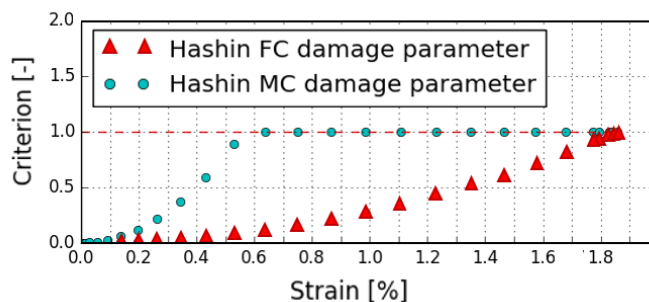 2.0
1.5
1.0
0.5
0.0
Criterion [-]
Hashin FC damage parameter
Hashin MC damage parameter
0.0 0.2 0.4 0.6 0.8 1.0 1.2 1.4 1.6 1.8
Strain [%]